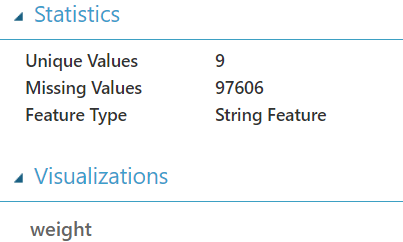 Statistics
Unique Values 9
Missing Values 97606
Feature Type String Feature
Visualizations
weight